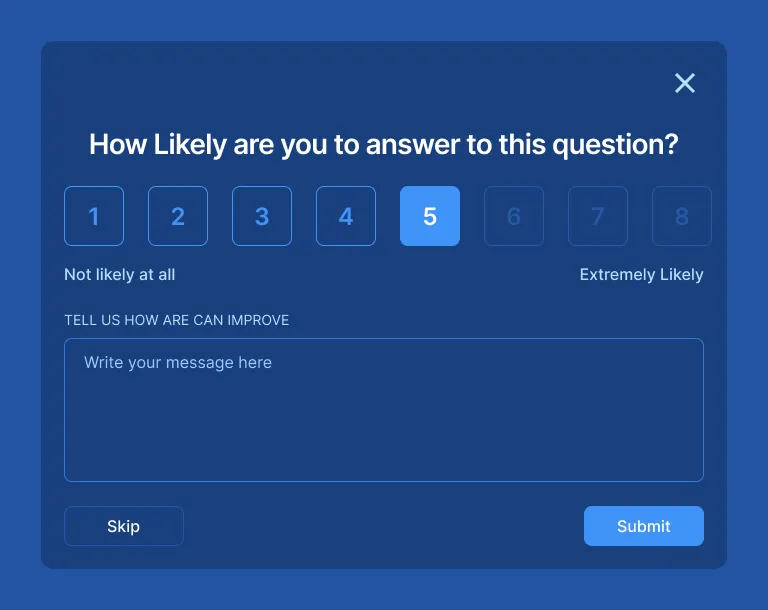 How Likely are you to answer to this question?
1 2 3 4 5 6 7 8
Not likely at all Extremely Likely
TELL US HOW ARE CAN IMPROVE
Write your message here
Skip Submit